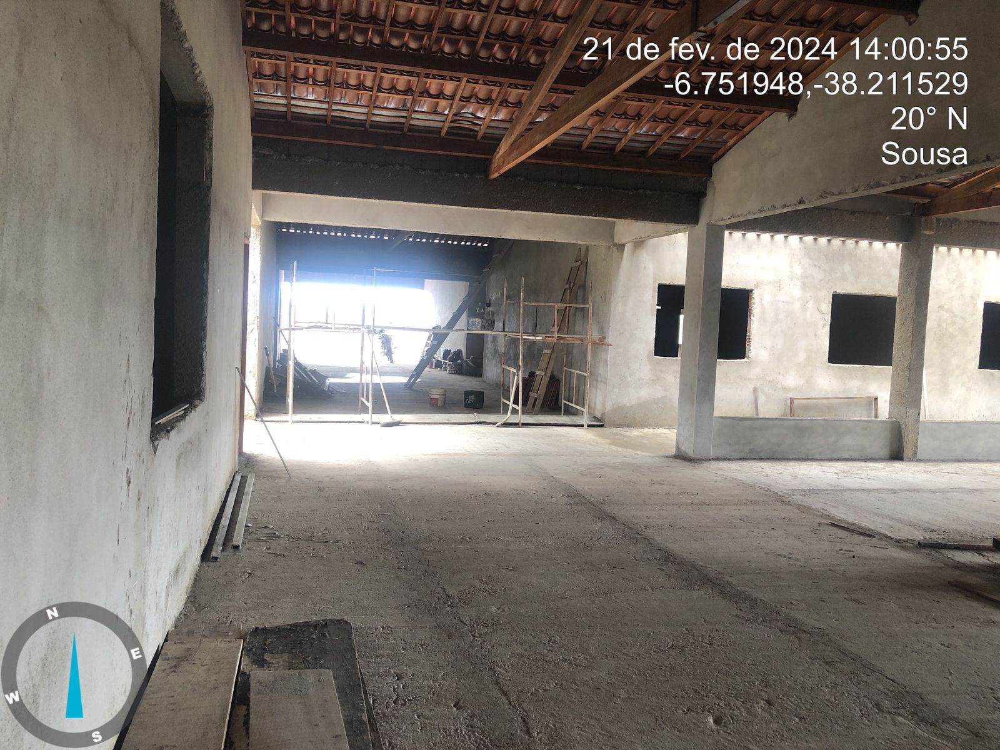 21 de fev. de 2024 14:00:55
-6.751948,-38.211529
20° N
Sousa
N
E
W
S